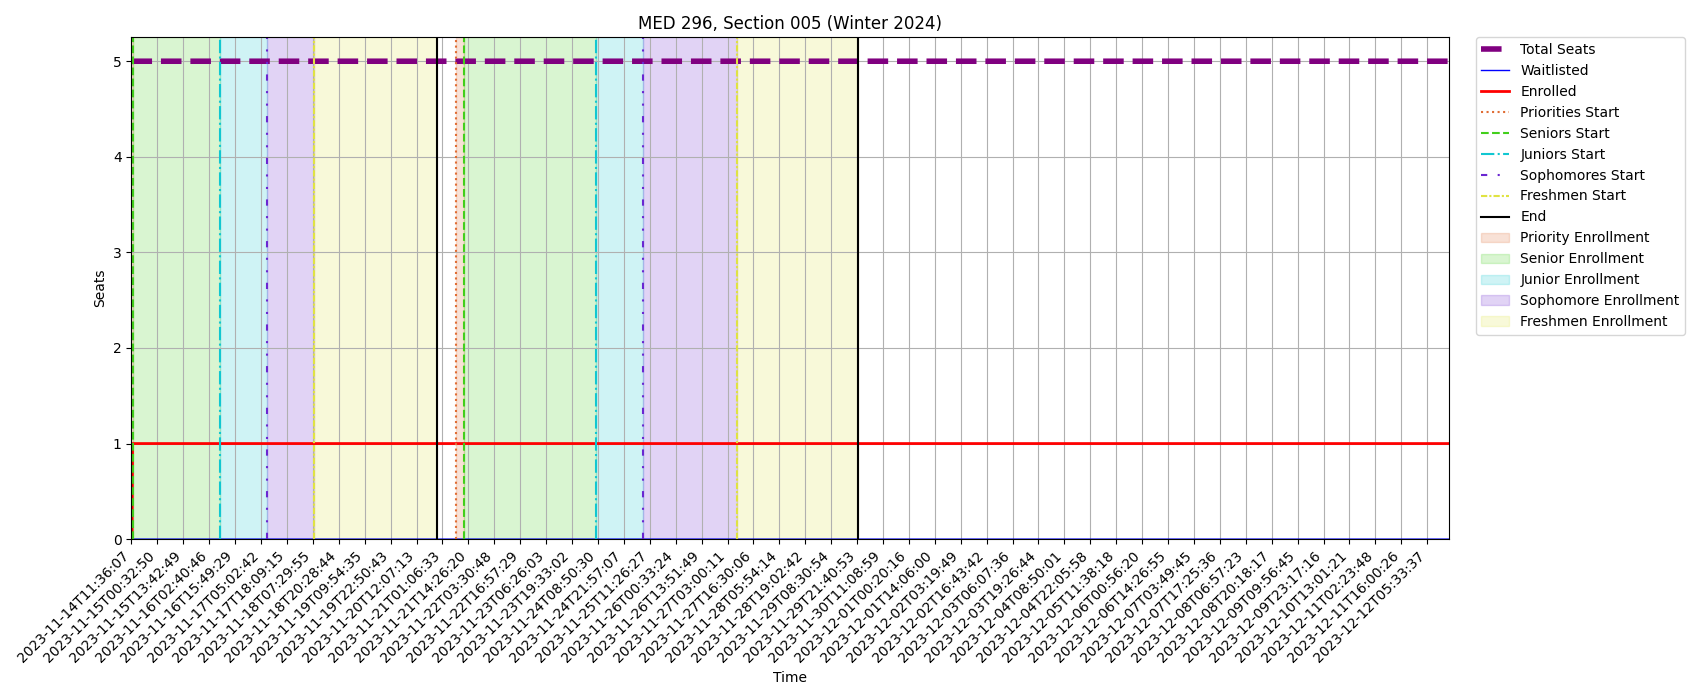 MED 296, Section 005 (Winter 2024)
5
4
3
2
1
0
Seats
2023-11-14T11:36:07
2023-11-15T00:32:50
2023-11-15T13:42:49
2023-11-16T02:40:46
2023-11-16T15:49:29
2023-11-17T05:02:42
2023-11-17T18:09:15
2023-11-18T07:29:55
2023-11-18T20:28:44
2023-11-19T09:54:35
2023-11-19T22:50:43
2023-11-20T12:07:13
2023-11-21T01:06:33
2023-11-21T14:26:20
2023-11-22T03:30:48
2023-11-22T16:57:29
2023-11-23T06:26:03
2023-11-23T19:33:02
2023-11-24T08:50:30
2023-11-24T21:57:07
2023-11-25T11:26:27
2023-11-26T00:33:24
2023-11-26T13:51:49
2023-11-27T03:00:11
2023-11-27T16:30:06
2023-11-28T05:54:14
2023-11-28T19:02:42
2023-11-29T08:30:54
2023-11-29T21:40:53
2023-11-30T11:08:59
2023-12-01T00:20:16
2023-12-01T14:06:00
2023-12-02T03:19:49
2023-12-02T16:43:42
2023-12-03T06:07:36
2023-12-03T19:26:44
2023-12-04T08:50:01
2023-12-04T22:05:58
2023-12-05T11:38:18
2023-12-06T00:56:20
2023-12-06T14:26:55
2023-12-07T03:49:45
2023-12-07T17:25:36
2023-12-08T06:57:23
2023-12-08T20:18:17
2023-12-09T09:56:45
2023-12-09T23:17:16
2023-12-10T13:01:21
2023-12-11T02:23:48
2023-12-11T16:00:26
2023-12-12T05:33:37
Time
Total Seats
Waitlisted
Enrolled
Priorities Start
Seniors Start
Juniors Start
Sophomores Start
Freshmen Start
End
Priority Enrollment
Senior Enrollment
Junior Enrollment
Sophomore Enrollment
Freshmen Enrollment